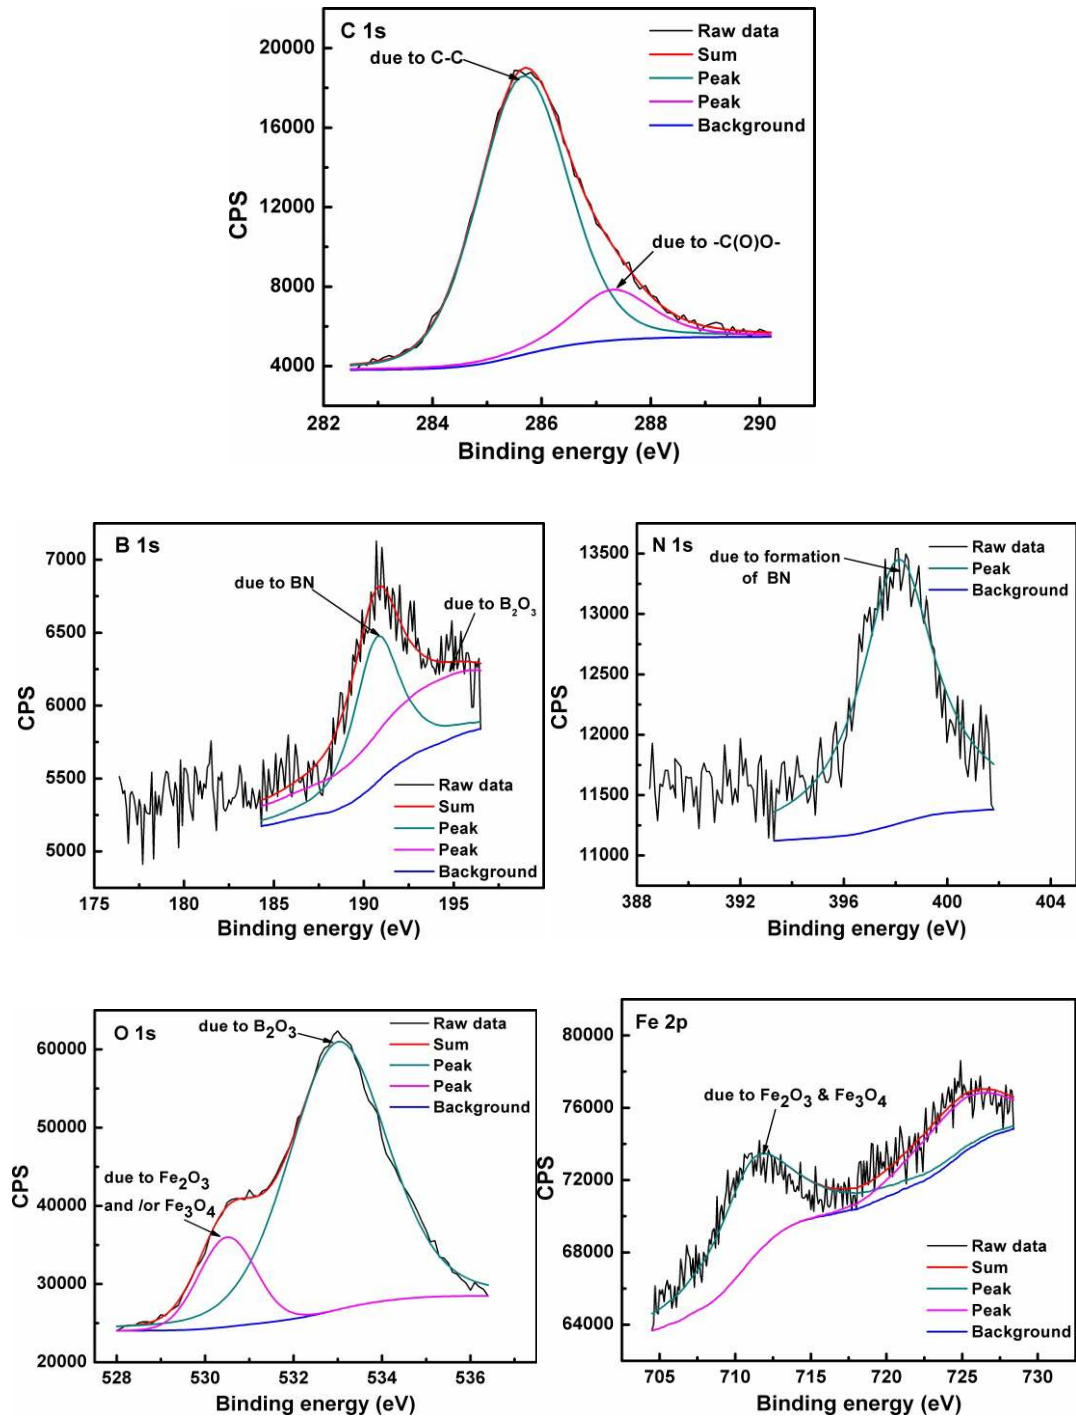 C 1s
due to C-C
due to -C(O)O-
Raw data
Sum
Peak
Peak
Background
20000
16000
12000
8000
4000
CPS
282 284 286 288 290
Binding energy (eV)
B 1s
due to BN
due to B₂O₃
Raw data
Sum
Peak
Peak
Background
7000
6500
6000
5500
5000
CPS
175 180 185 190 195
Binding energy (eV)
N 1s
due to formation
of BN
Raw data
Peak
Background
13500
13000
12500
12000
11500
11000
CPS
388 392 396 400 404
Binding energy (eV)
O 1s
due to B₂O₃
due to Fe₂O₃
and /or Fe₃O₄
Raw data
Sum
Peak
Peak
Background
60000
50000
40000
30000
20000
CPS
528 530 532 534 536
Binding energy (eV)
Fe 2p
due to Fe₂O₃ & Fe₃O₄
Raw data
Sum
Peak
Peak
Background
80000
76000
72000
68000
64000
CPS
705 710 715 720 725 730
Binding energy (eV)